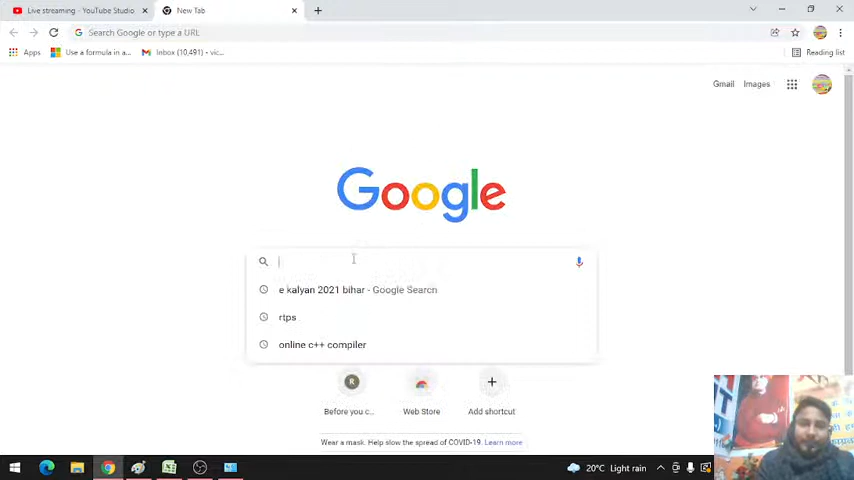 Live streaming - YouTube Studio
New Tab
Search Google or type a URL
Apps
Use a formula in a...
Inbox (10,491) - vic...
Reading list
Gmail
Images
Google
e kalyan 2021 bihar - Google Search
rtps
online c++ compiler
R
Before you c...
Web Store
Add shortcut
Wear a mask. Help slow the spread of COVID-19. Learn more
20°C Light rain